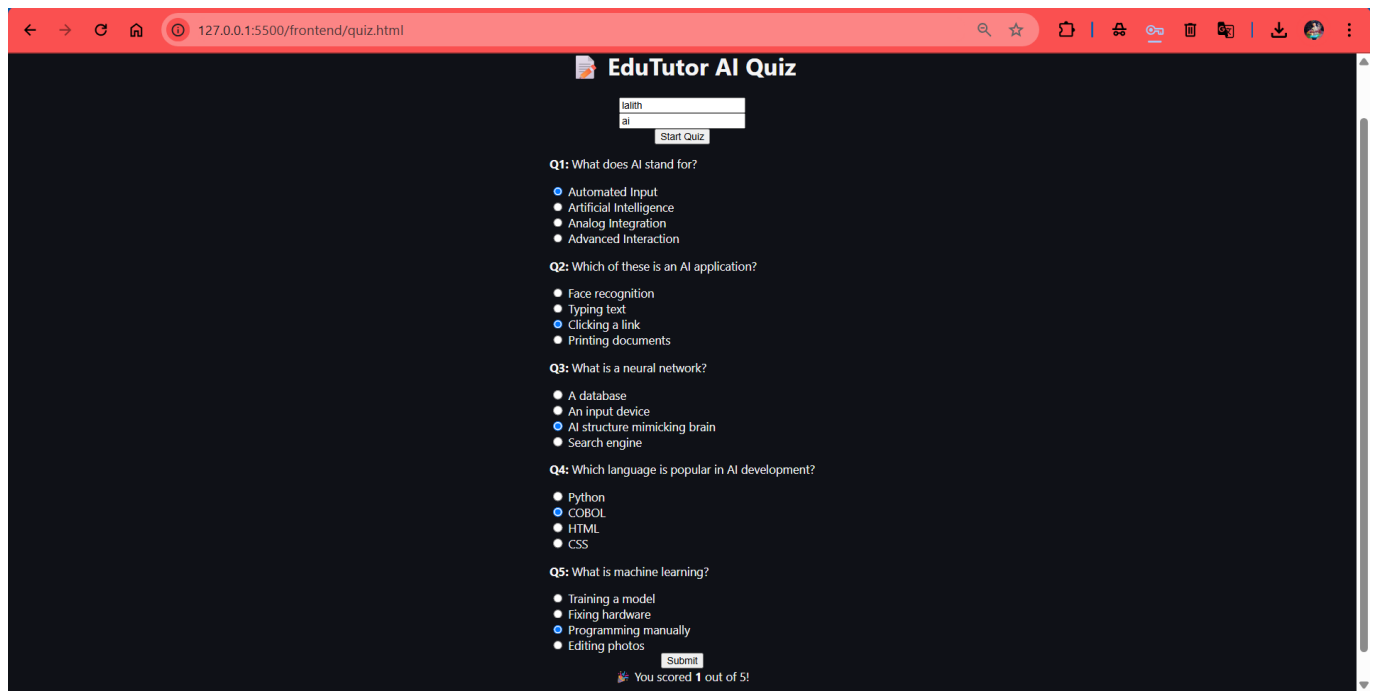 127.0.0.1:5500/frontend/quiz.html
EduTutor AI Quiz
lalith
ai
Start Quiz
Q1: What does AI stand for?
Automated Input
Artificial Intelligence
Analog Integration
Advanced Interaction
Q2: Which of these is an AI application?
Face recognition
Typing text
Clicking a link
Printing documents
Q3: What is a neural network?
A database
An input device
AI structure mimicking brain
Search engine
Q4: Which language is popular in AI development?
Python
COBOL
HTML
CSS
Q5: What is machine learning?
Training a model
Fixing hardware
Programming manually
Editing photos
Submit
You scored 1 out of 5!